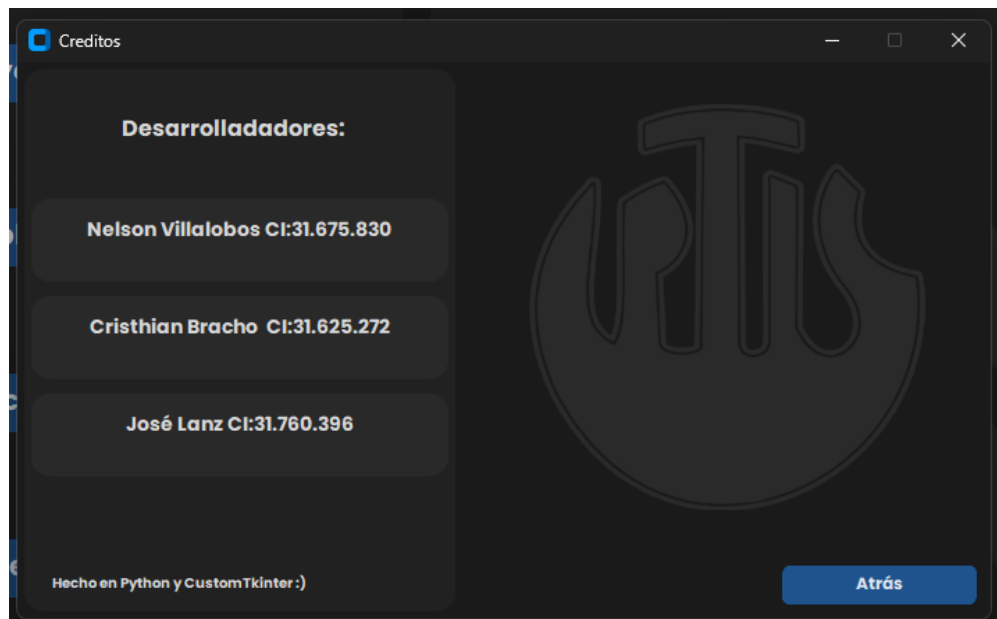 Creditos
Desarrolladadores:
Nelson Villalobos CI:31.675.830
Cristhian Bracho CI:31.625.272
José Lanz CI:31.760.396
Hecho en Python y CustomTkinter :)
Atrás